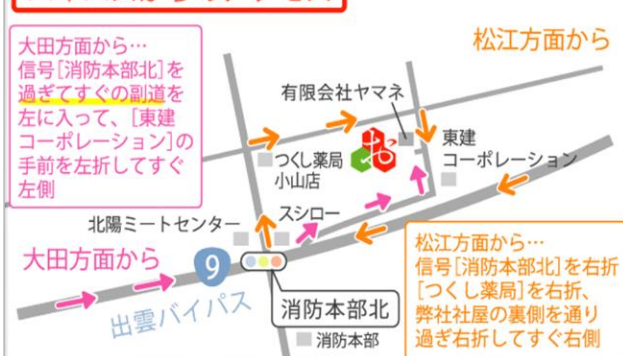 大田方面から…
信号[消防本部北]を
過ぎてすぐの副道を
左に入って、[東建
コーポレーション]の
手前を左折してすぐ
左側
松江方面から
有限会社ヤマネ
東建
コーポレーション
お
つくし薬局
小山店
スシロー
北陽ミートセンター
大田方面から
9
出雲バイパス
消防本部北
消防本部
松江方面から…
信号[消防本部北]を右折
[つくし薬局]を右折、
弊社社屋の裏側を通り
過ぎ右折してすぐ右側